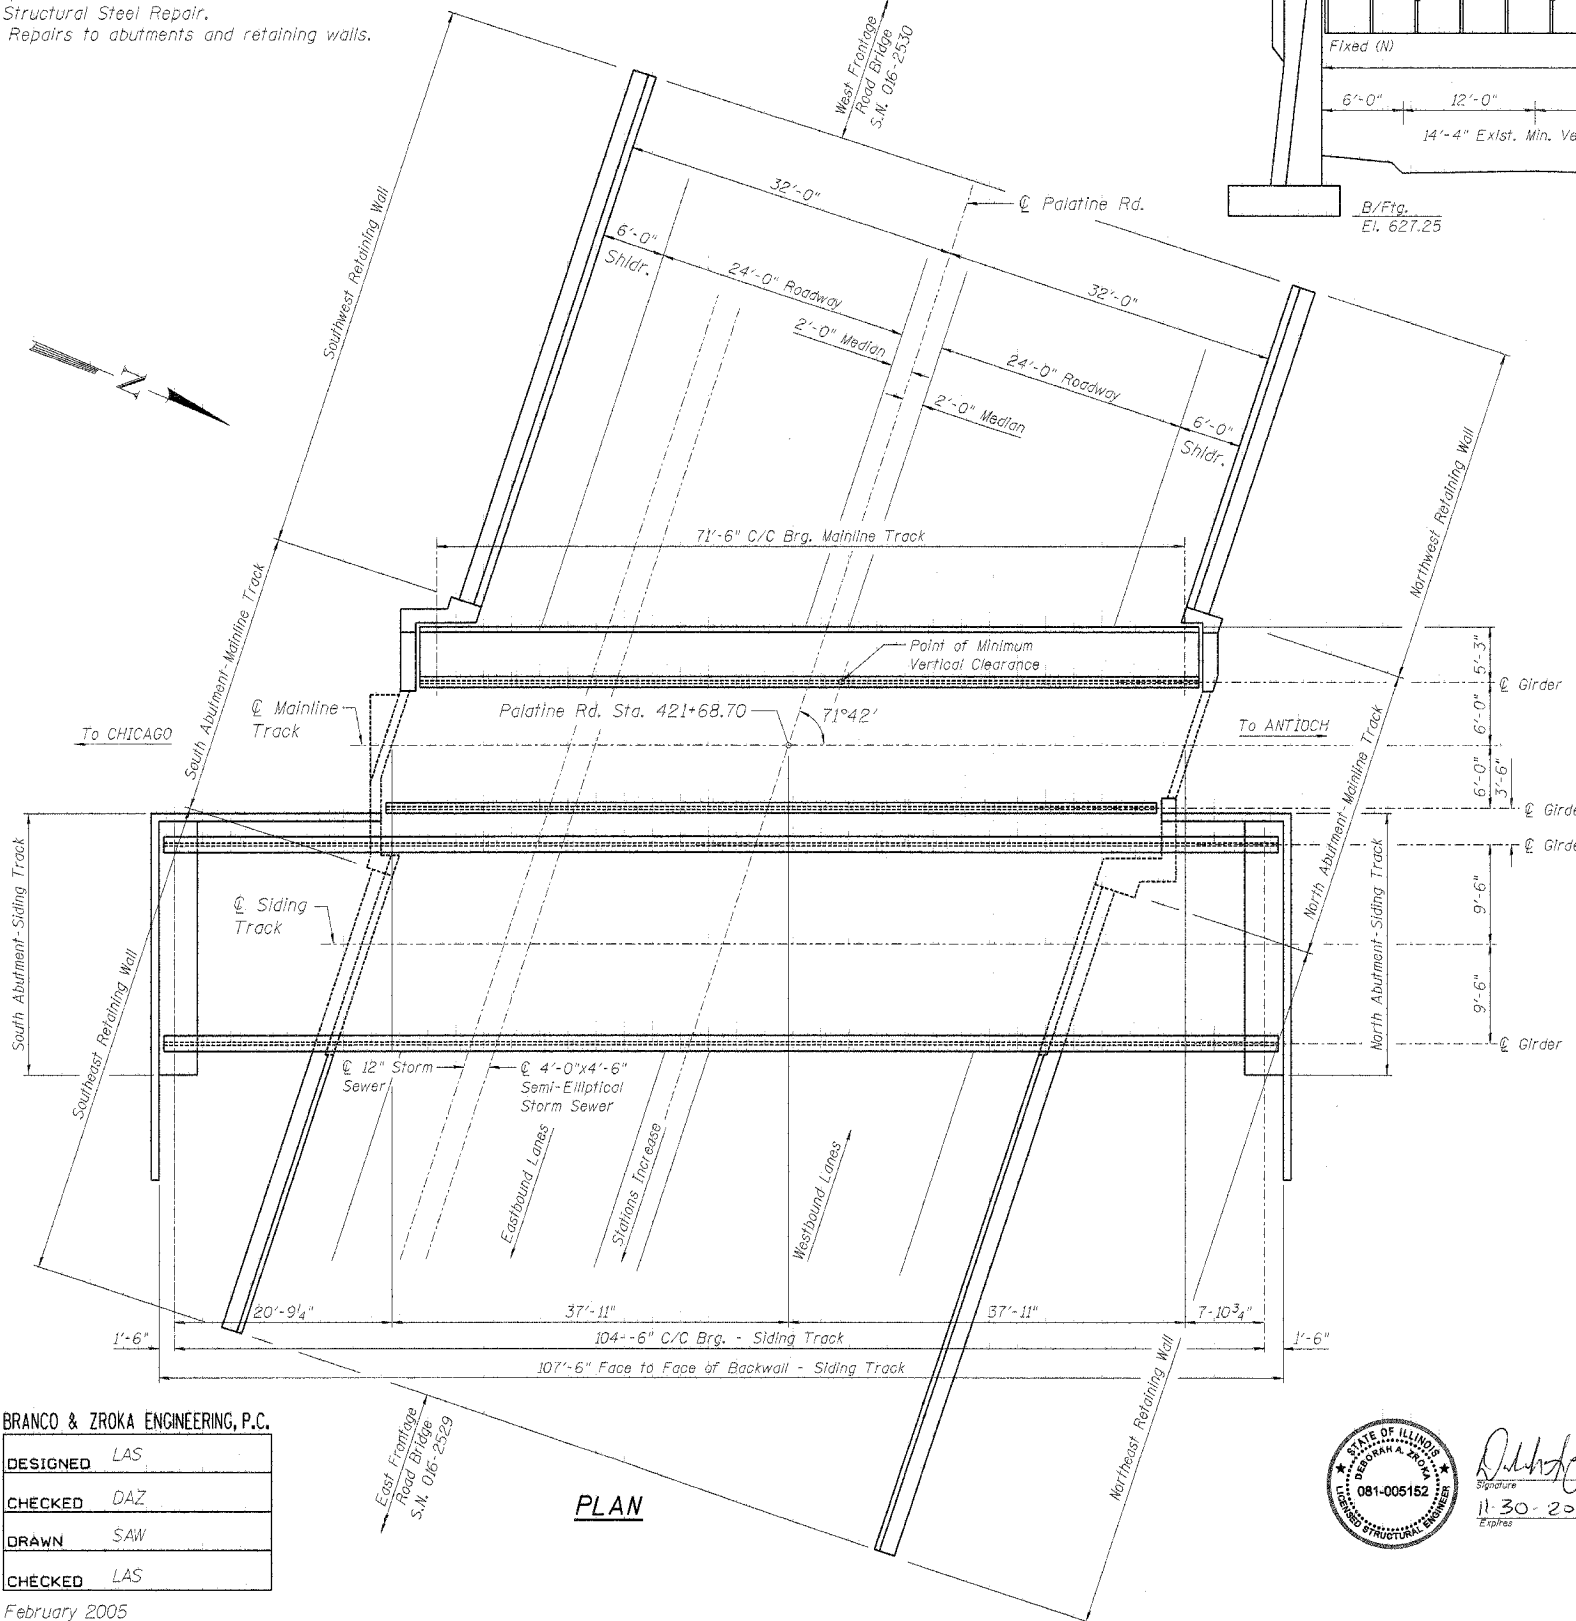 Structural Steel Repair.
Repairs to abutments and retaining walls.
West Frontage
Road Bridge
S.N. 016-2530
Fixed (N)
6'-0"
12'-0"
14'-4" Exist. Min. Ve
B/Ftg.
El. 627.25
Southwest Retaining Wall
32'-0"
℄ Palatine Rd.
6'-0"
Shldr.
24'-0" Roadway
2'-0" Median
32'-0"
24'-0" Roadway
2'-0" Median
6'-0"
Shldr.
N
Northwest Retaining Wall
71'-6" C/C Brg. Mainline Track
South Abutment-Mainline Track
Point of Minimum
Vertical Clearance
5'-3"
℄ Girder
6'-0"
℄ Mainline
Track
Palatine Rd. Sta. 421+68.70
71°42'
To CHICAGO
To ANTIOCH
6'-0"
3'-6"
℄ Girde
North Abutment-Mainline Track
℄ Girde
South Abutment-Siding Track
℄ Siding
Track
North Abutment-Siding Track
9'-6"
9'-6"
℄ Girder
Southeast Retaining Wall
℄ 12" Storm
Sewer
℄ 4'-0"x4'-6"
Semi-Elliptical
Storm Sewer
Eastbound Lanes
Stations Increase
Westbound Lanes
20'-9¼"
37'-11"
37'-11"
7-10¾"
1'-6"
104'-6" C/C Brg. - Siding Track
1'-6"
107'-6" Face to Face of Backwall - Siding Track
Northeast Retaining Wall
East Frontage
Road Bridge
S.N. 016-2529
PLAN
BRANCO & ZROKA ENGINEERING, P.C.
DESIGNED LAS
CHECKED DAZ
DRAWN SAW
CHECKED LAS
February 2005
STATE OF ILLINOIS
DEBORAH A. ZROKA
081-005152
LICENSED STRUCTURAL ENGINEER
Signature
11-30-20
Expires